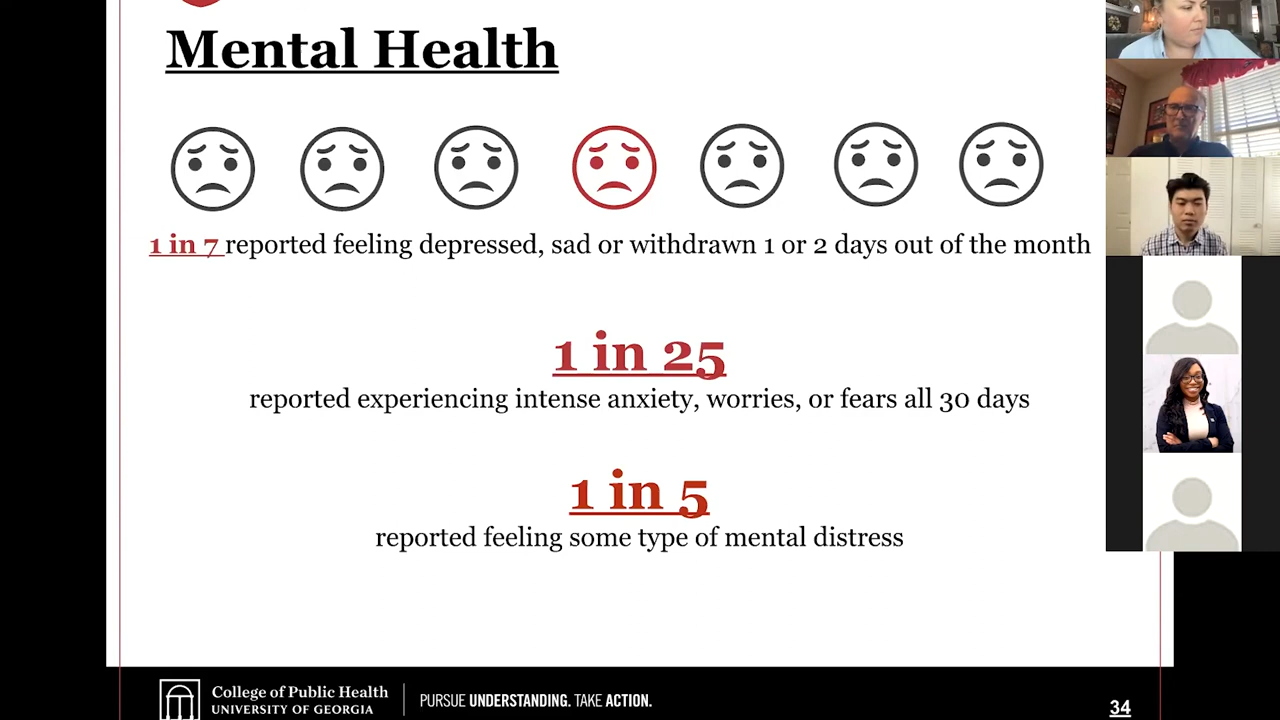 Mental Health
1 in 7 reported feeling depressed, sad or withdrawn 1 or 2 days out of the month
1 in 25
reported experiencing intense anxiety, worries, or fears all 30 days
1 in 5
reported feeling some type of mental distress
College of Public Health
UNIVERSITY OF GEORGIA
PURSUE UNDERSTANDING. TAKE ACTION.
34